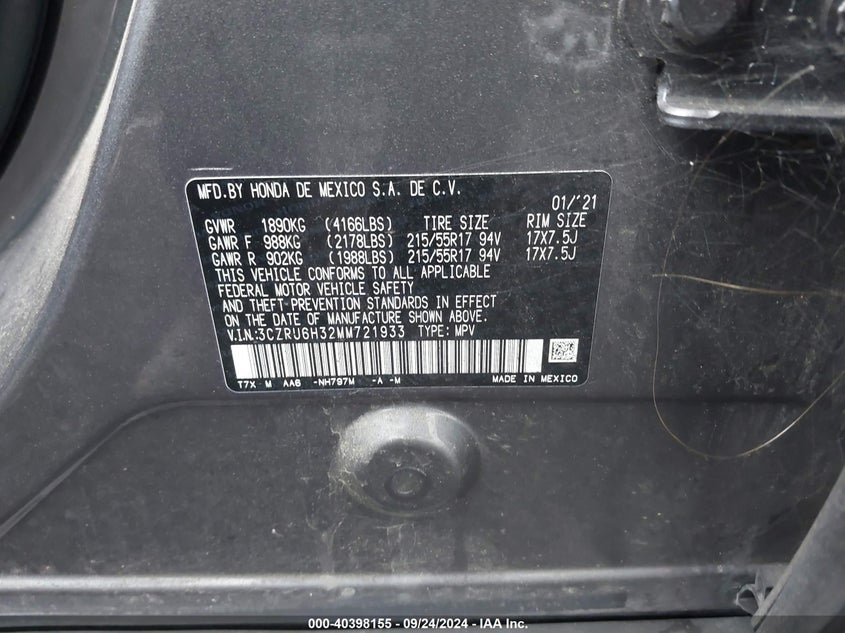 MFD.BY HONDA DE MEXICO S.A. DE C.V.
01/'21
GVWR 1890KG (4166LBS) TIRE SIZE RIM SIZE
GAWR F 988KG (2178LBS) 215/55R17 94V 17X7.5J
GAWR R 902KG (1988LBS) 215/55R17 94V 17X7.5J
THIS VEHICLE CONFORMS TO ALL APPLICABLE
FEDERAL MOTOR VEHICLE SAFETY
AND THEFT-PREVENTION STANDARDS IN EFFECT
ON THE DATE OF MANUFACTURE SHOWN ABOVE.
V.I.N.:3CZRU6H32MM721933 TYPE: MPV
T7X M AA6 -NH797M -A -M MADE IN MEXICO
000-40398155 - 09/24/2024 - IAA Inc.